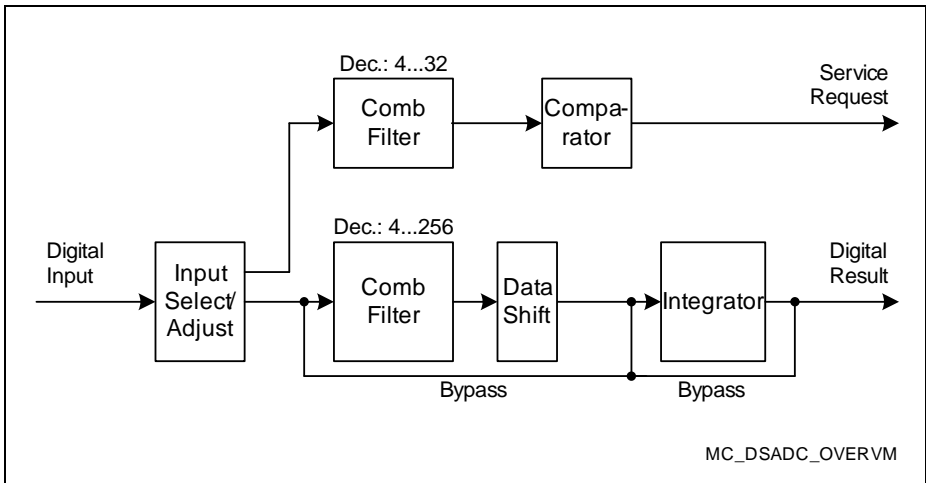 Dec.: 4...32
Comb
Filter
Compa-
rator
Service
Request
Digital
Input
Input
Select/
Adjust
Dec.: 4...256
Comb
Filter
Data
Shift
Integrator
Digital
Result
Bypass
Bypass
MC_DSADC_OVERVM